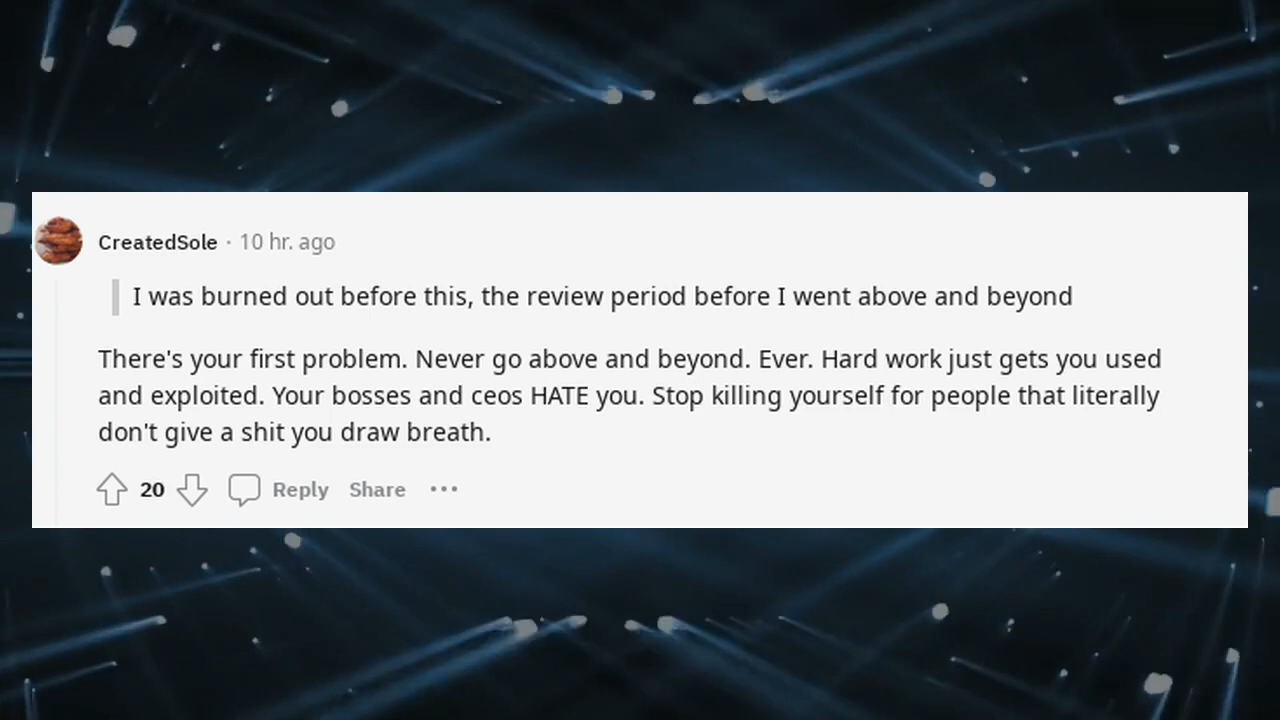 CreatedSole · 10 hr. ago
I was burned out before this, the review period before I went above and beyond
There's your first problem. Never go above and beyond. Ever. Hard work just gets you used
and exploited. Your bosses and ceos HATE you. Stop killing yourself for people that literally
don't give a shit you draw breath.
20 Reply Share ···